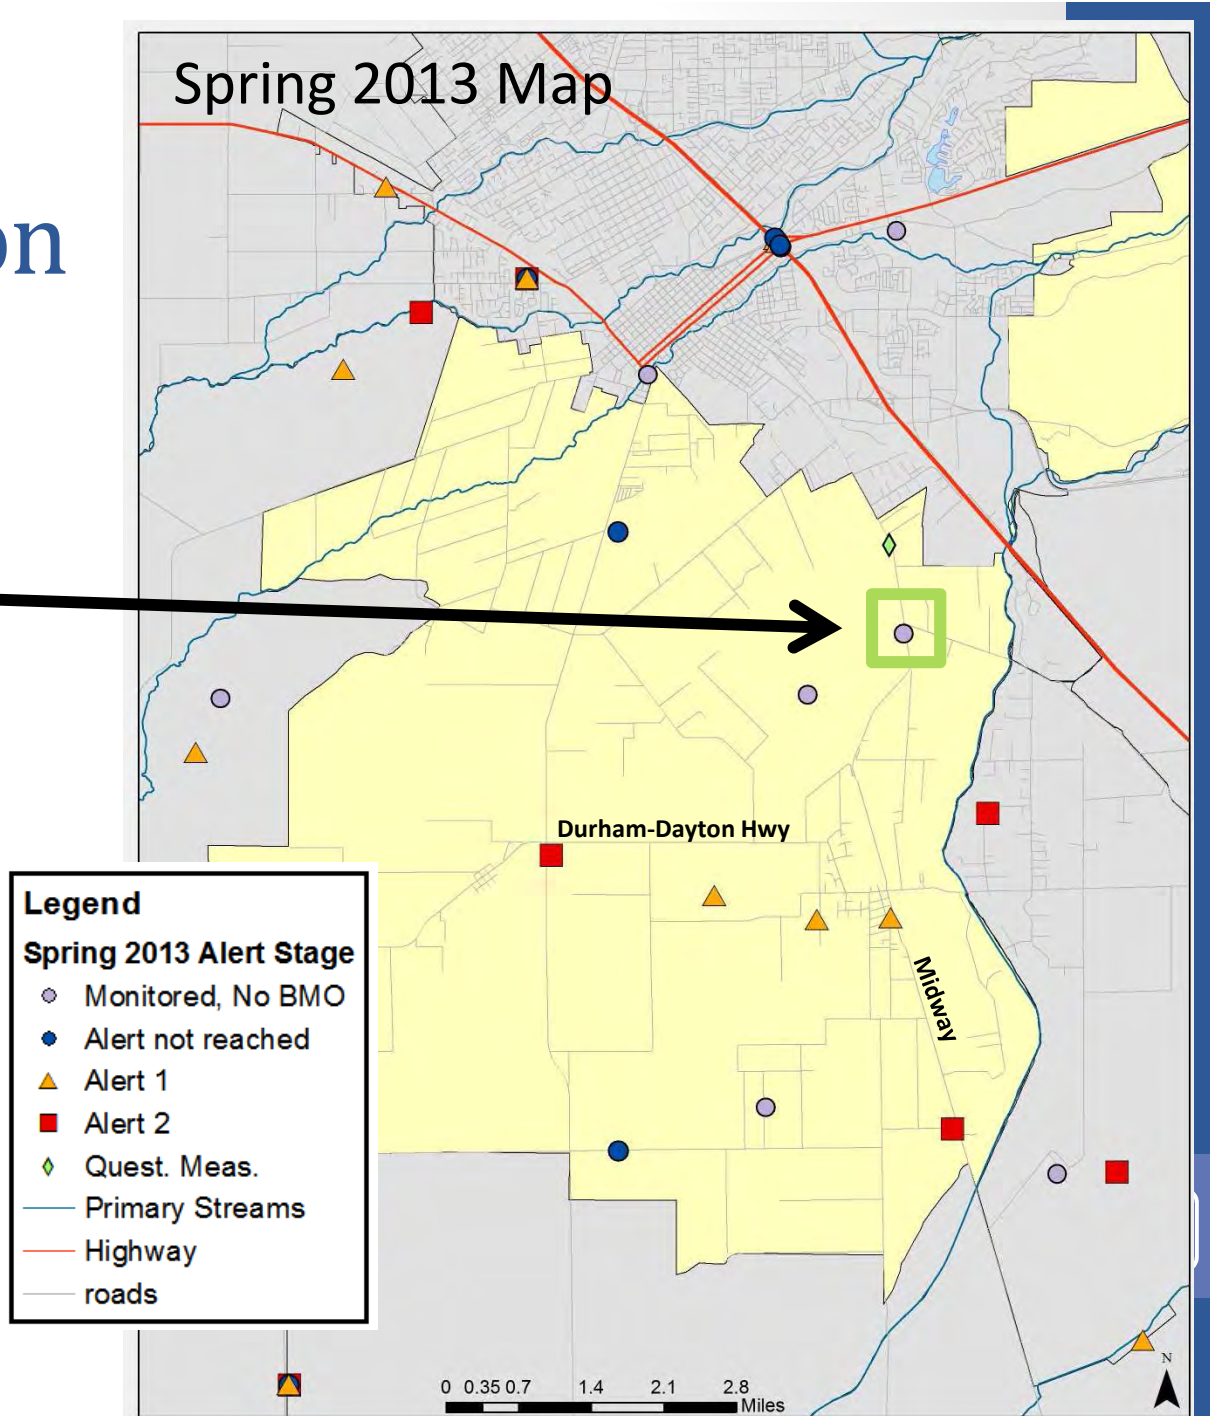 Spring 2013 Map
on
Durham-Dayton Hwy
Midway
Legend
Spring 2013 Alert Stage
Monitored, No BMO
Alert not reached
Alert 1
Alert 2
Quest. Meas.
Primary Streams
Highway
roads
0 0.35 0.7 1.4 2.1 2.8
Miles
N